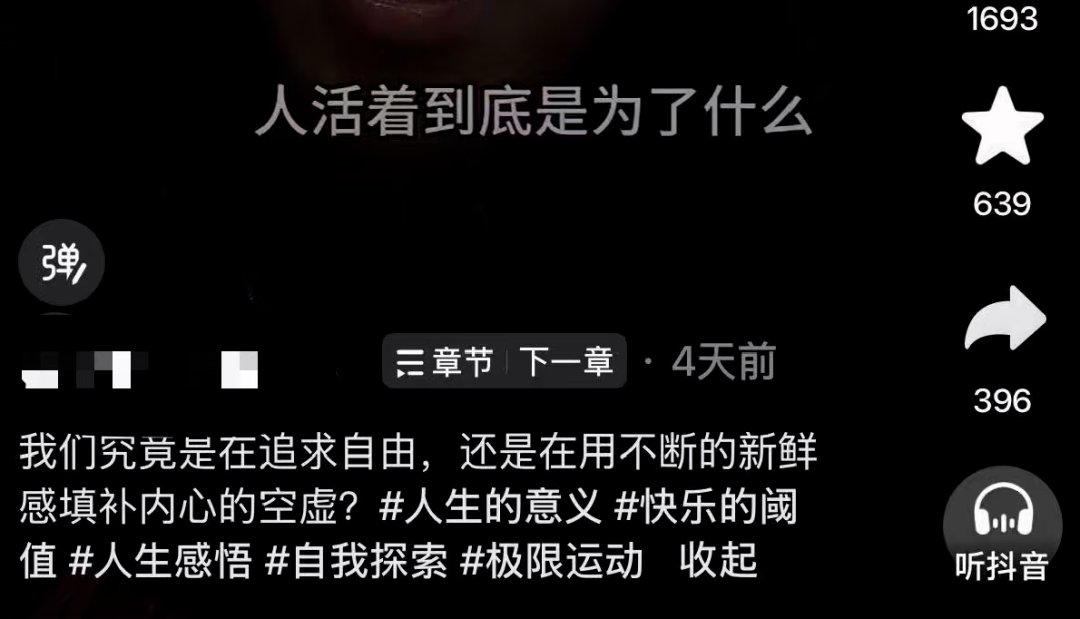 1693
人活着到底是为了什么
639
弹
章节 下一章 · 4天前
396
我们究竟是在追求自由，还是在用不断的新鲜
感填补内心的空虚？#人生的意义 #快乐的阈
值 #人生感悟 #自我探索 #极限运动 收起
听抖音